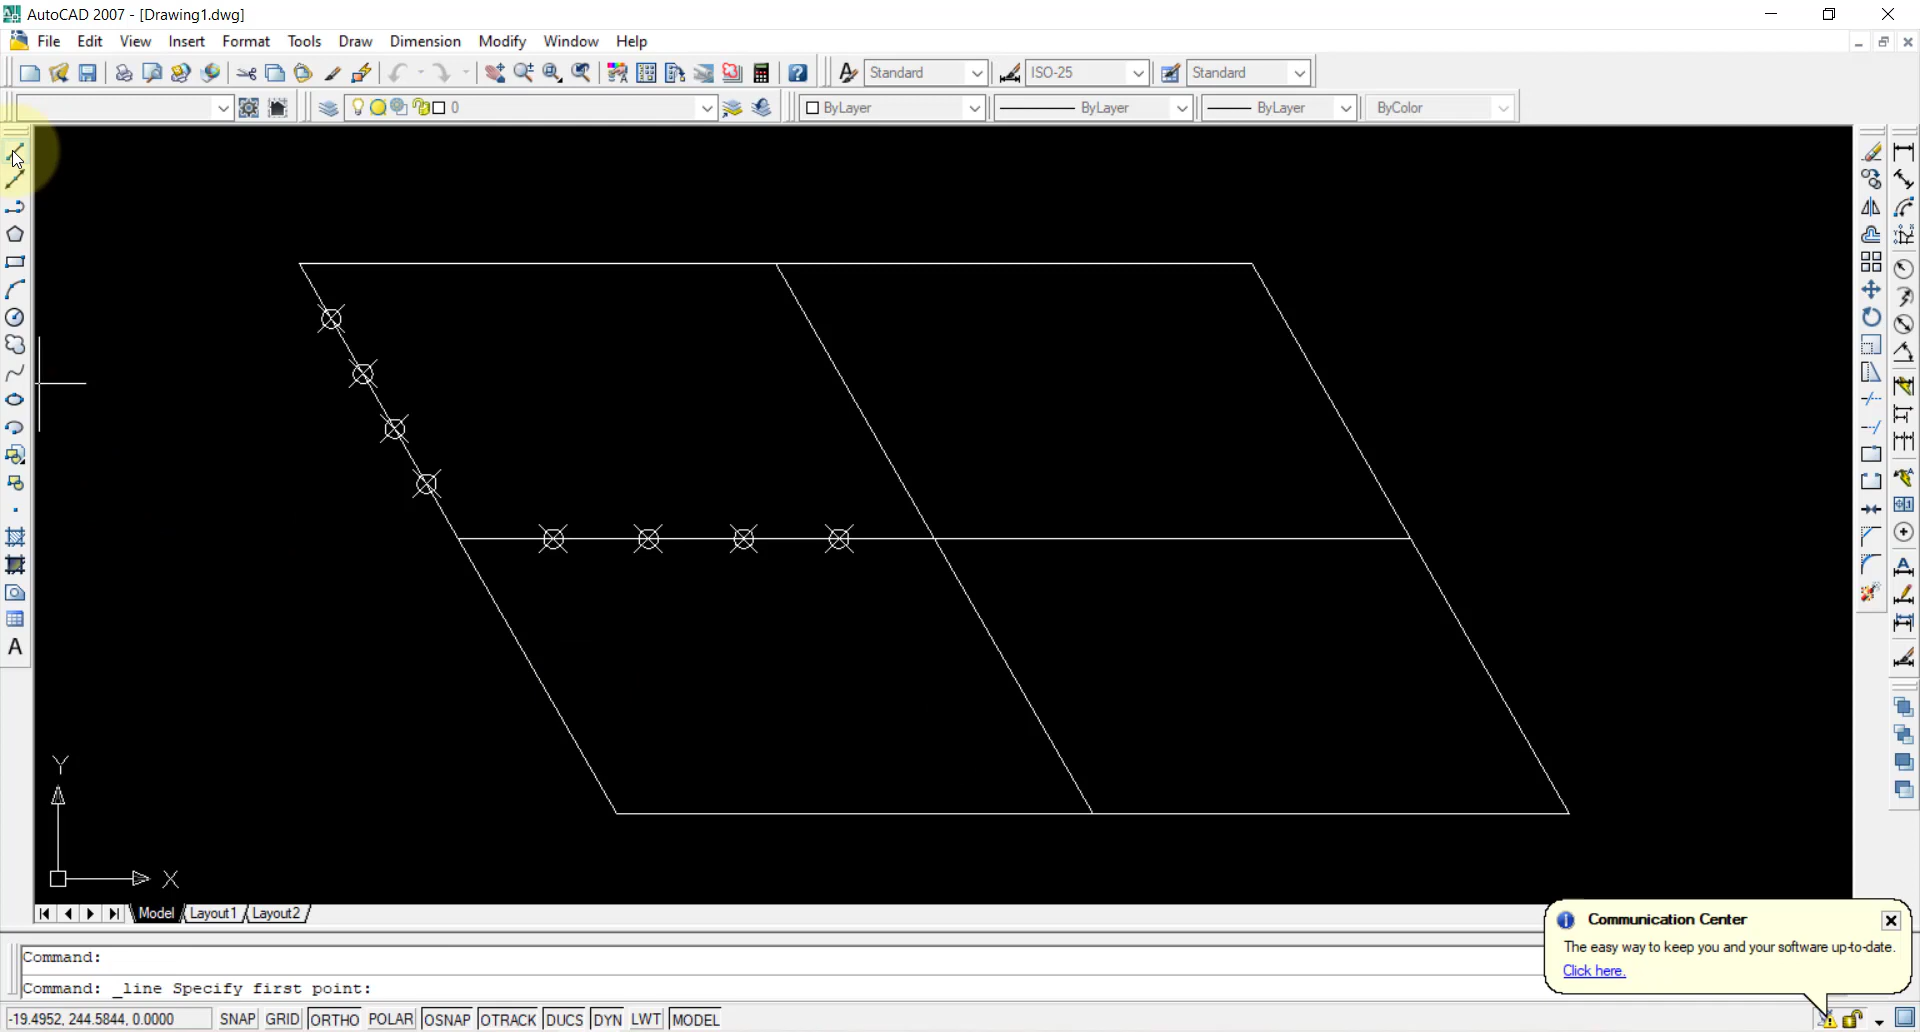 AutoCAD 2007 - [Drawing1.dwg]
File Edit View Insert Format Tools Draw Dimension Modify Window Help
Standard ISO-25 Standard
0 ByLayer ByLayer ByLayer ByColor
Y
X
Model Layout1 Layout2
Communication Center
The easy way to keep you and your software up-to-date.
Click here.
Command:
Command: _line Specify first point:
-19.4952, 244.5844, 0.0000 SNAP GRID ORTHO POLAR OSNAP OTRACK DUCS DYN LWT MODEL